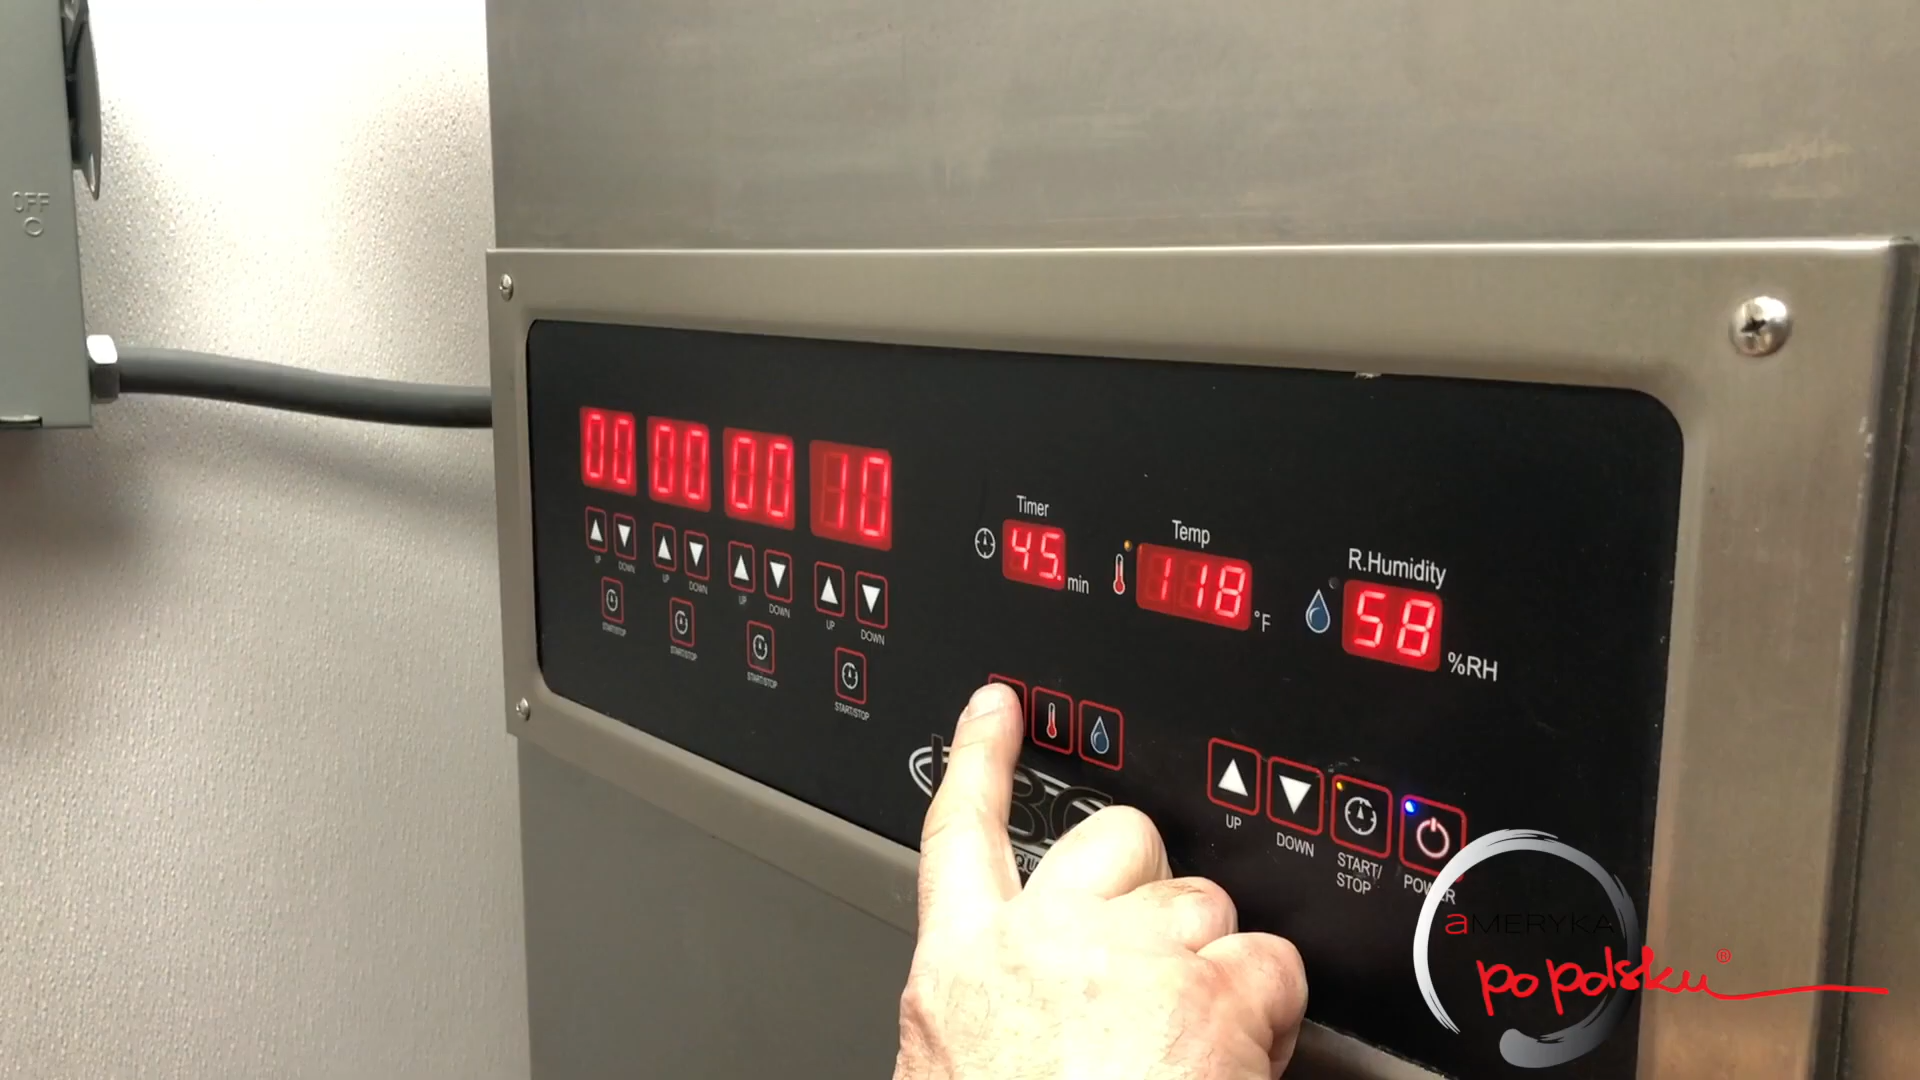 OFF
00 00 00 10
UP DOWN UP DOWN UP DOWN UP DOWN
START/STOP START/STOP START/STOP START/STOP
Timer
45. min
Temp
118 °F
R.Humidity
58 %RH
UP DOWN START/STOP POWER
aMERYKA
po polsku®